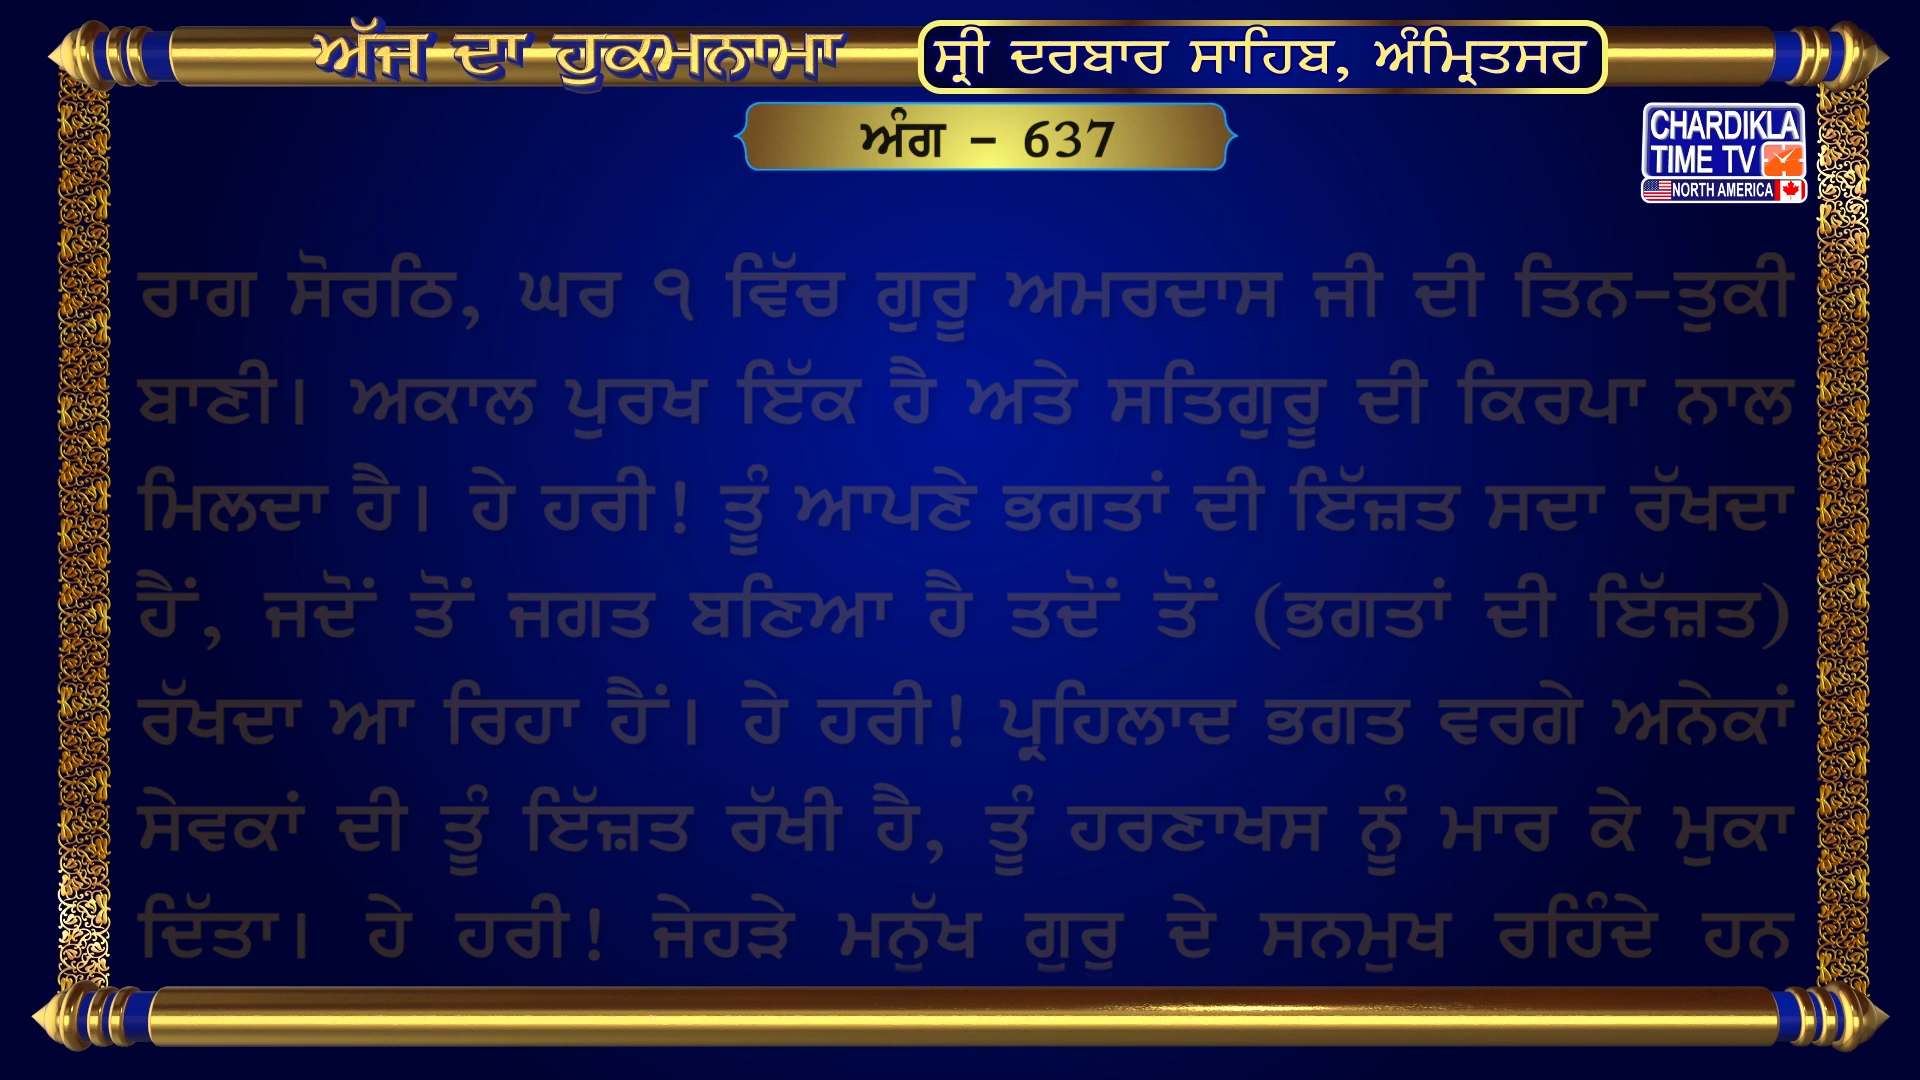 ਅੱਜ ਦਾ ਹੁਕਮਨਾਮਾ
ਸ੍ਰੀ ਦਰਬਾਰ ਸਾਹਿਬ, ਅੰਮ੍ਰਿਤਸਰ
ਅੰਗ - 637
CHARDIKLA
TIME TV
NORTH AMERICA
ਰਾਗ ਸੋਰਠਿ, ਘਰ ੧ ਵਿੱਚ ਗੁਰੂ ਅਮਰਦਾਸ ਜੀ ਦੀ ਤਿਨ-ਤੁਕੀ
ਬਾਣੀ। ਅਕਾਲ ਪੁਰਖ ਇੱਕ ਹੈ ਅਤੇ ਸਤਿਗੁਰੂ ਦੀ ਕਿਰਪਾ ਨਾਲ
ਮਿਲਦਾ ਹੈ। ਹੇ ਹਰੀ! ਤੂੰ ਆਪਣੇ ਭਗਤਾਂ ਦੀ ਇੱਜ਼ਤ ਸਦਾ ਰੱਖਦਾ
ਹੈਂ, ਜਦੋਂ ਤੋਂ ਜਗਤ ਬਣਿਆ ਹੈ ਤਦੋਂ ਤੋਂ (ਭਗਤਾਂ ਦੀ ਇੱਜ਼ਤ)
ਰੱਖਦਾ ਆ ਰਿਹਾ ਹੈਂ। ਹੇ ਹਰੀ! ਪ੍ਰਹਿਲਾਦ ਭਗਤ ਵਰਗੇ ਅਨੇਕਾਂ
ਸੇਵਕਾਂ ਦੀ ਤੂੰ ਇੱਜ਼ਤ ਰੱਖੀ ਹੈ, ਤੂੰ ਹਰਣਾਖਸ ਨੂੰ ਮਾਰ ਕੇ ਮੁਕਾ
ਦਿੱਤਾ। ਹੇ ਹਰੀ! ਜੇਹੜੇ ਮਨੁੱਖ ਗੁਰੂ ਦੇ ਸਨਮੁਖ ਰਹਿੰਦੇ ਹਨ